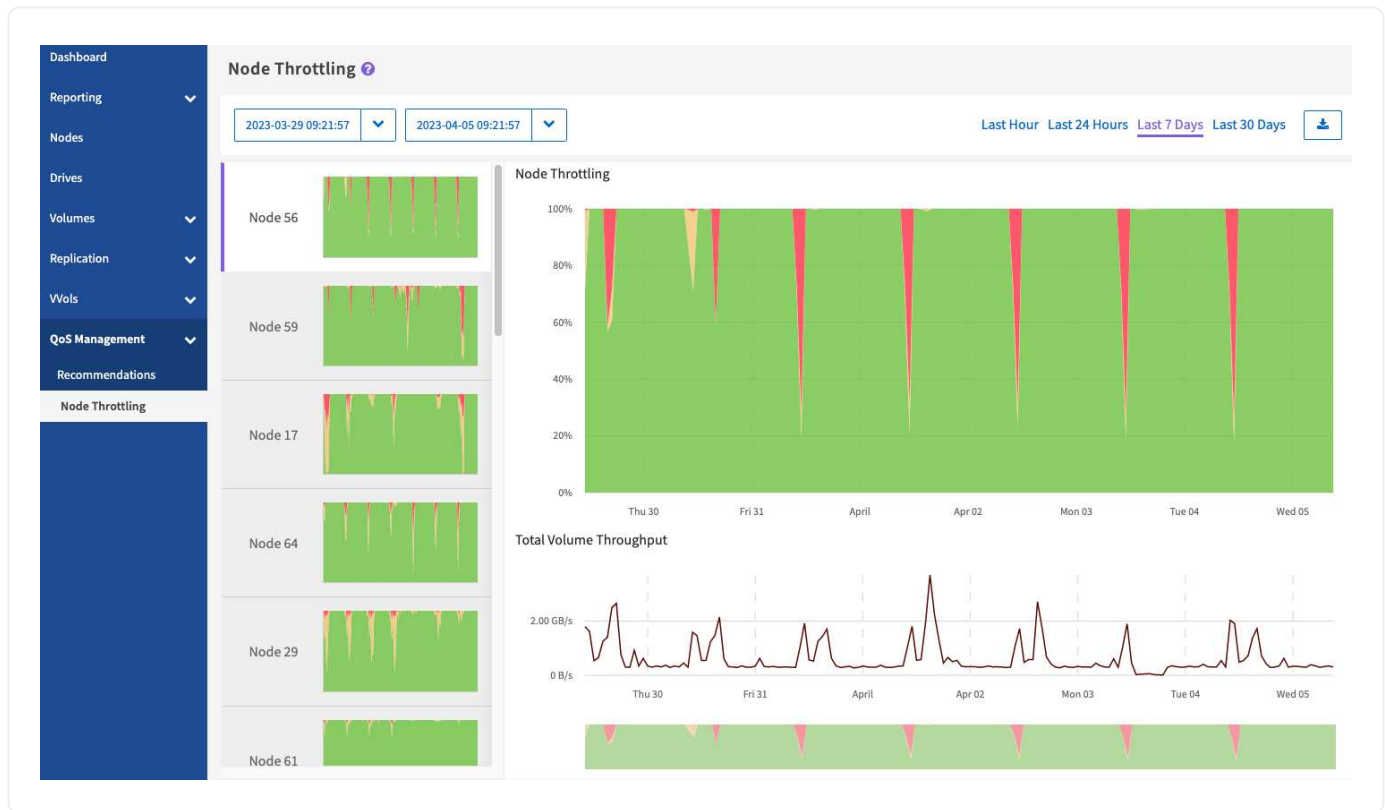 Dashboard
Reporting
Nodes
Drives
Volumes
Replication
VVols
QoS Management
Recommendations
Node Throttling
Node Throttling ?
2023-03-29 09:21:57
2023-04-05 09:21:57
Last Hour Last 24 Hours Last 7 Days Last 30 Days
Node 56
Node 59
Node 17
Node 64
Node 29
Node 61
Node Throttling
100%
80%
60%
40%
20%
0%
Thu 30 Fri 31 April Apr 02 Mon 03 Tue 04 Wed 05
Total Volume Throughput
2.00 GB/s
0 B/s
Thu 30 Fri 31 April Apr 02 Mon 03 Tue 04 Wed 05